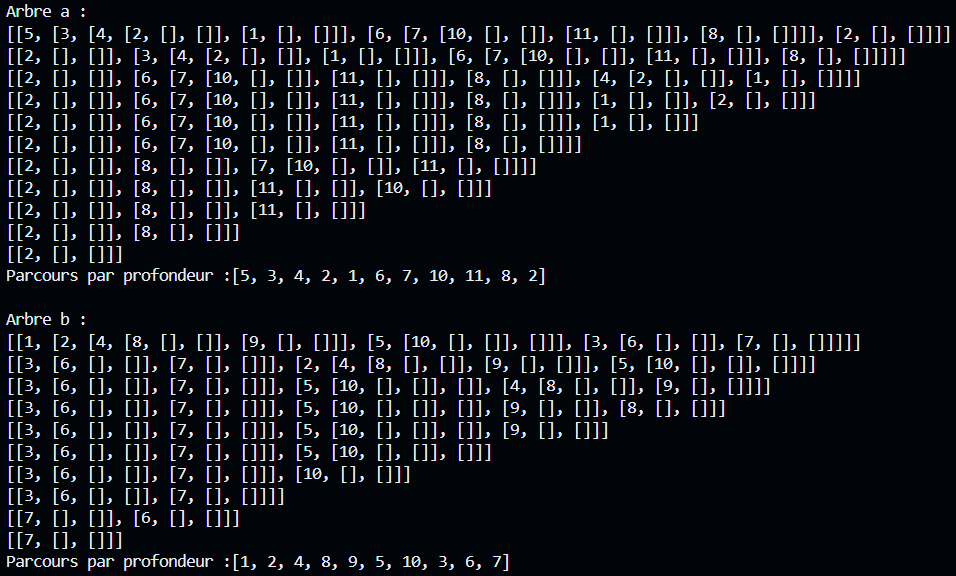 Arbre a :
[[5, [3, [4, [2, [], []], [1, [], []]], [6, [7, [10, [], []], [11, [], []]], [8, [], []]]], [2, [], []]]]
[[2, [], []], [3, [4, [2, [], []], [1, [], []]], [6, [7, [10, [], []], [11, [], []]], [8, [], []]]]]
[[2, [], []], [6, [7, [10, [], []], [11, [], []]], [8, [], []]], [4, [2, [], []], [1, [], []]]]
[[2, [], []], [6, [7, [10, [], []], [11, [], []]], [8, [], []]], [1, [], []], [2, [], []]]
[[2, [], []], [6, [7, [10, [], []], [11, [], []]], [8, [], []]], [1, [], []]]
[[2, [], []], [6, [7, [10, [], []], [11, [], []]], [8, [], []]]]
[[2, [], []], [8, [], []], [7, [10, [], []], [11, [], []]]]
[[2, [], []], [8, [], []], [11, [], []], [10, [], []]]
[[2, [], []], [8, [], []], [11, [], []]]
[[2, [], []], [8, [], []]]
[[2, [], []]]
Parcours par profondeur :[5, 3, 4, 2, 1, 6, 7, 10, 11, 8, 2]
Arbre b :
[[1, [2, [4, [8, [], []], [9, [], []]], [5, [10, [], []], []]], [3, [6, [], []], [7, [], []]]]]
[[3, [6, [], []], [7, [], []]], [2, [4, [8, [], []], [9, [], []]], [5, [10, [], []], []]]]
[[3, [6, [], []], [7, [], []]], [5, [10, [], []], []], [4, [8, [], []], [9, [], []]]]
[[3, [6, [], []], [7, [], []]], [5, [10, [], []], []], [9, [], []], [8, [], []]]
[[3, [6, [], []], [7, [], []]], [5, [10, [], []], []], [9, [], []]]
[[3, [6, [], []], [7, [], []]], [5, [10, [], []], []]]
[[3, [6, [], []], [7, [], []]], [10, [], []]]
[[3, [6, [], []], [7, [], []]]]
[[7, [], []], [6, [], []]]
[[7, [], []]]
Parcours par profondeur :[1, 2, 4, 8, 9, 5, 10, 3, 6, 7]